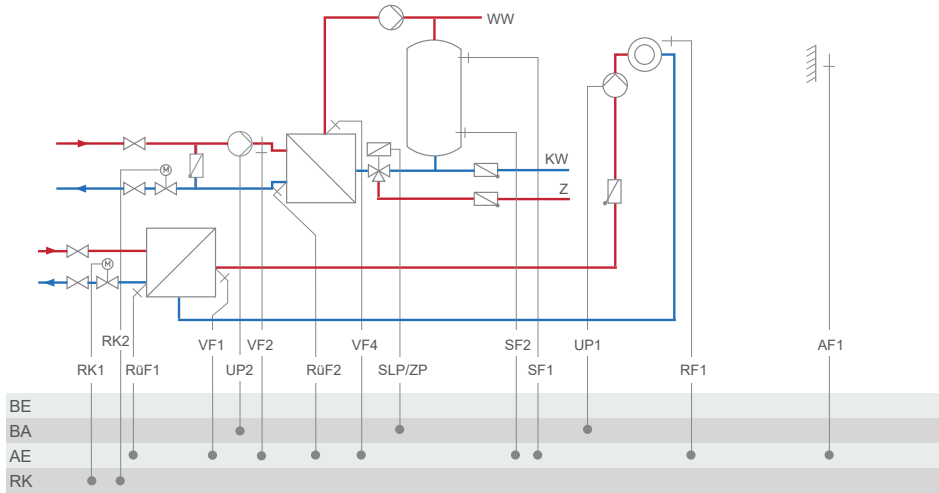 WW
KW
Z
M
M
RK2 VF1 VF2 VF4 SF2 UP1 AF1
RK1 RüF1 UP2 RüF2 SLP/ZP SF1 RF1
BE
BA
AE
RK